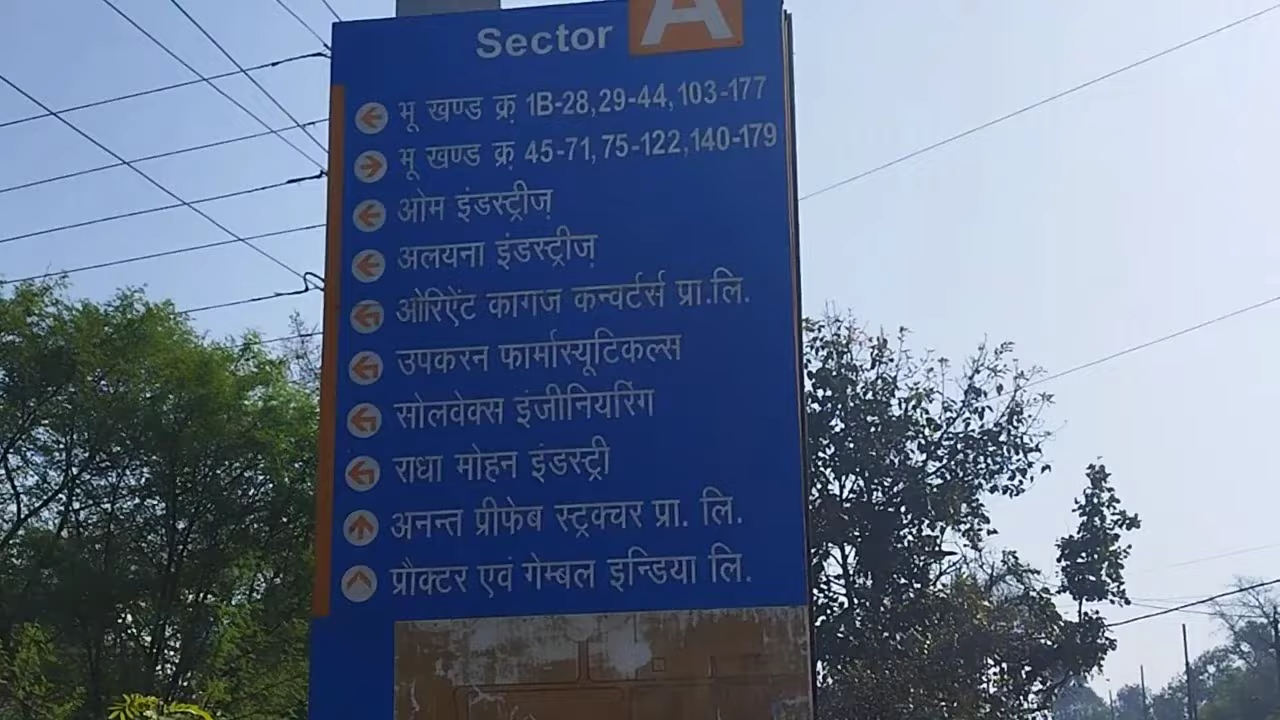 Sector A
भू खण्ड क्र. 1B-28,29-44,103-177
भू खण्ड क्र. 45-71,75-122,140-179
ओम इंडस्ट्रीज़
अलयना इंडस्ट्रीज़
ओरिऍंट कागज कन्वर्टर्स प्रा.लि.
उपकरन फार्मास्यूटिकल्स
सोलवेक्स इंजीनियरिंग
राधा मोहन इंडस्ट्री
अनन्त प्रीफेब स्ट्रक्चर प्रा. लि.
प्रौक्टर एवं गेम्बल इन्डिया लि.